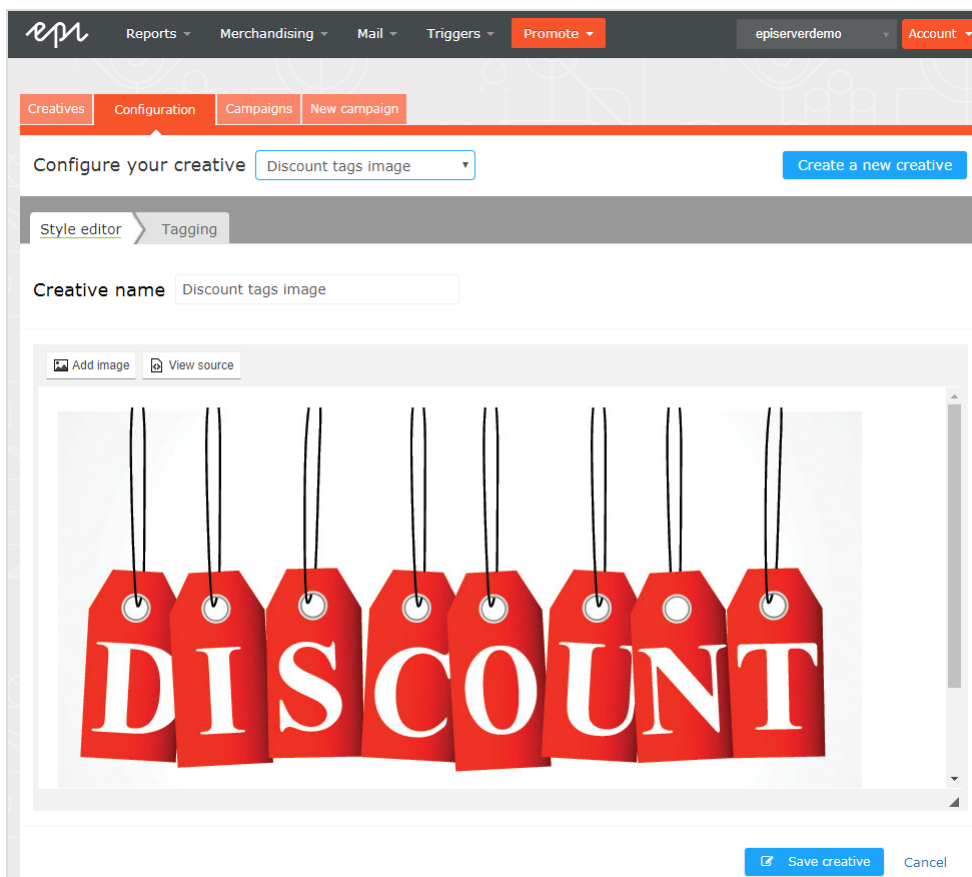 epi Reports Merchandising Mail Triggers Promote episerverdemo Account
Creatives Configuration Campaigns New campaign
Configure your creative Discount tags image Create a new creative
Style editor Tagging
Creative name Discount tags image
Add image View source
DISCOUNT
Save creative Cancel